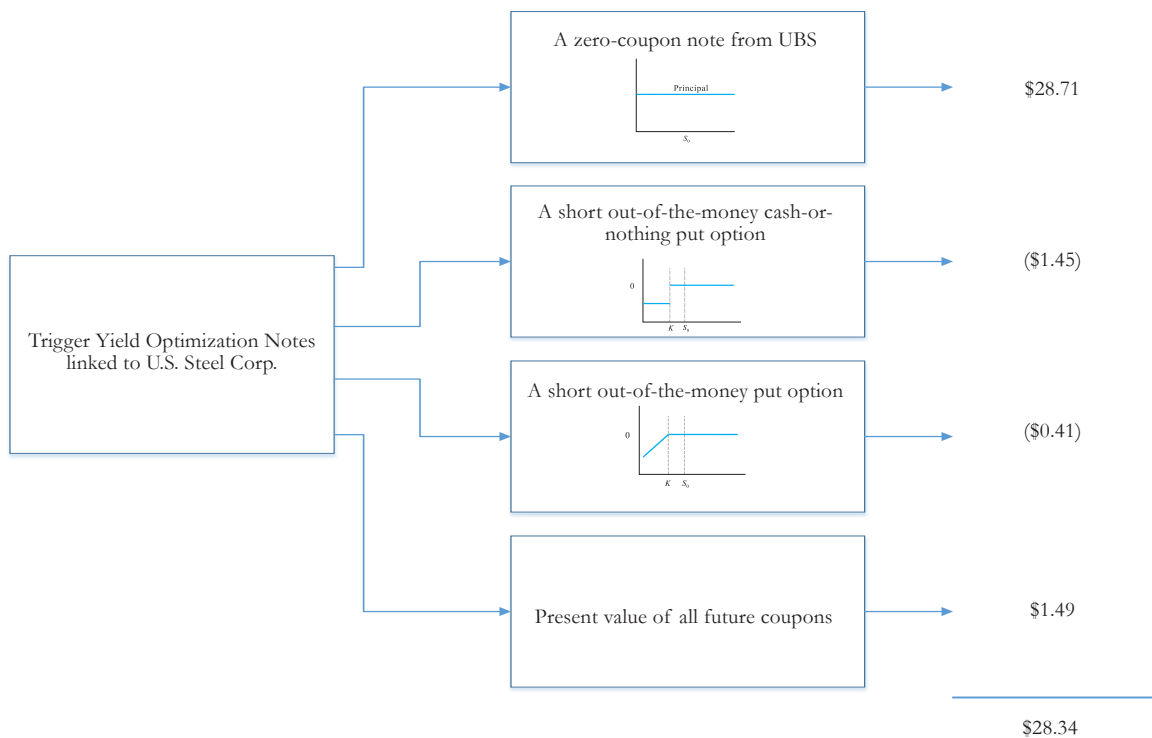 A zero-coupon note from UBS
Principal
S0
$28.71
A short out-of-the-money cash-or-
nothing put option
0
K
S0
($1.45)
Trigger Yield Optimization Notes
linked to U.S. Steel Corp.
A short out-of-the-money put option
0
K
S0
($0.41)
Present value of all future coupons
$1.49
$28.34